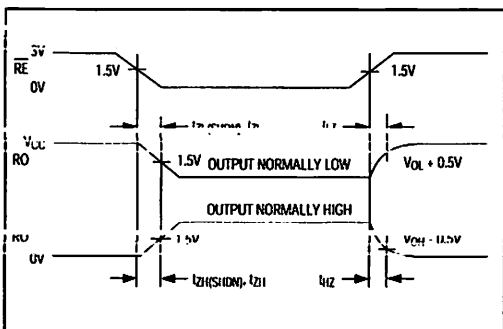 3V
RE
1.5V
1.5V
0V
tZL(SHDN), tZL
tLZ
VCC
RO
1.5V
OUTPUT NORMALLY LOW
VOL + 0.5V
OUTPUT NORMALLY HIGH
RO
1.5V
VOH - 0.5V
0V
tZH(SHDN), tZH
tHZ